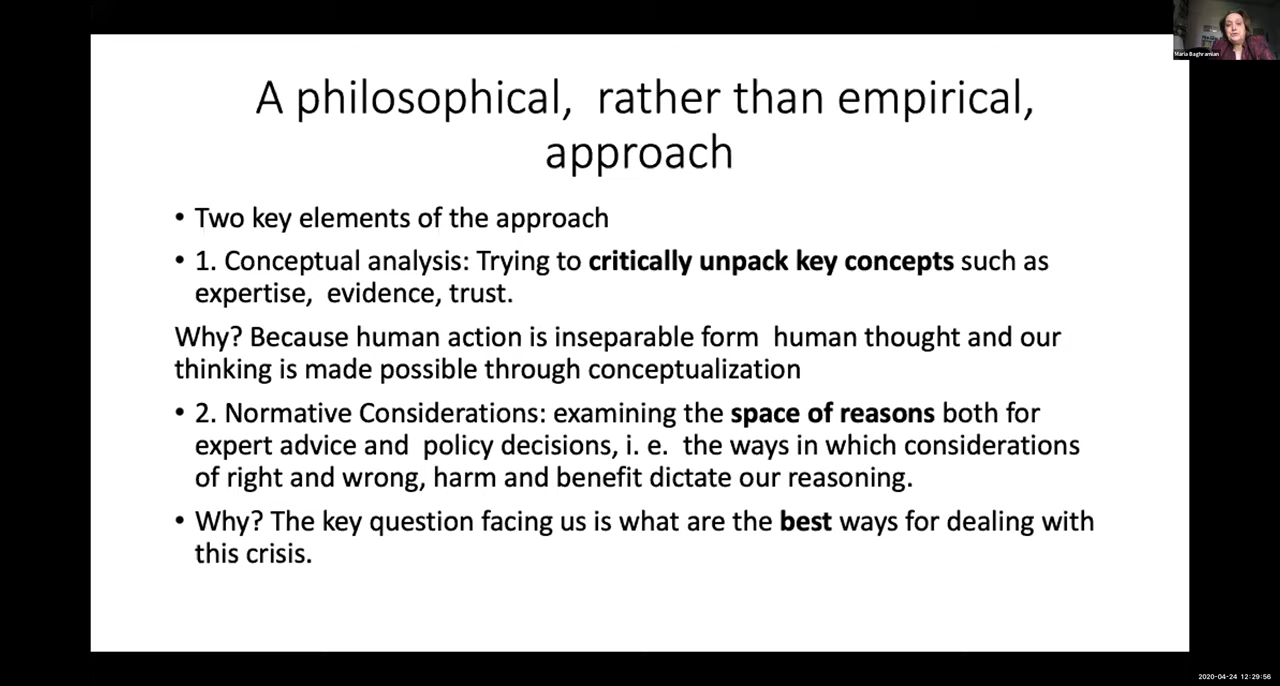 Maria Baghramian
A philosophical,  rather than empirical,
approach
• Two key elements of the approach
• 1. Conceptual analysis: Trying to critically unpack key concepts such as
expertise,  evidence, trust.
Why? Because human action is inseparable form  human thought and our
thinking is made possible through conceptualization
• 2. Normative Considerations: examining the space of reasons both for
expert advice and  policy decisions, i. e.  the ways in which considerations
of right and wrong, harm and benefit dictate our reasoning.
• Why? The key question facing us is what are the best ways for dealing with
this crisis.
2020-04-24 12:29:56